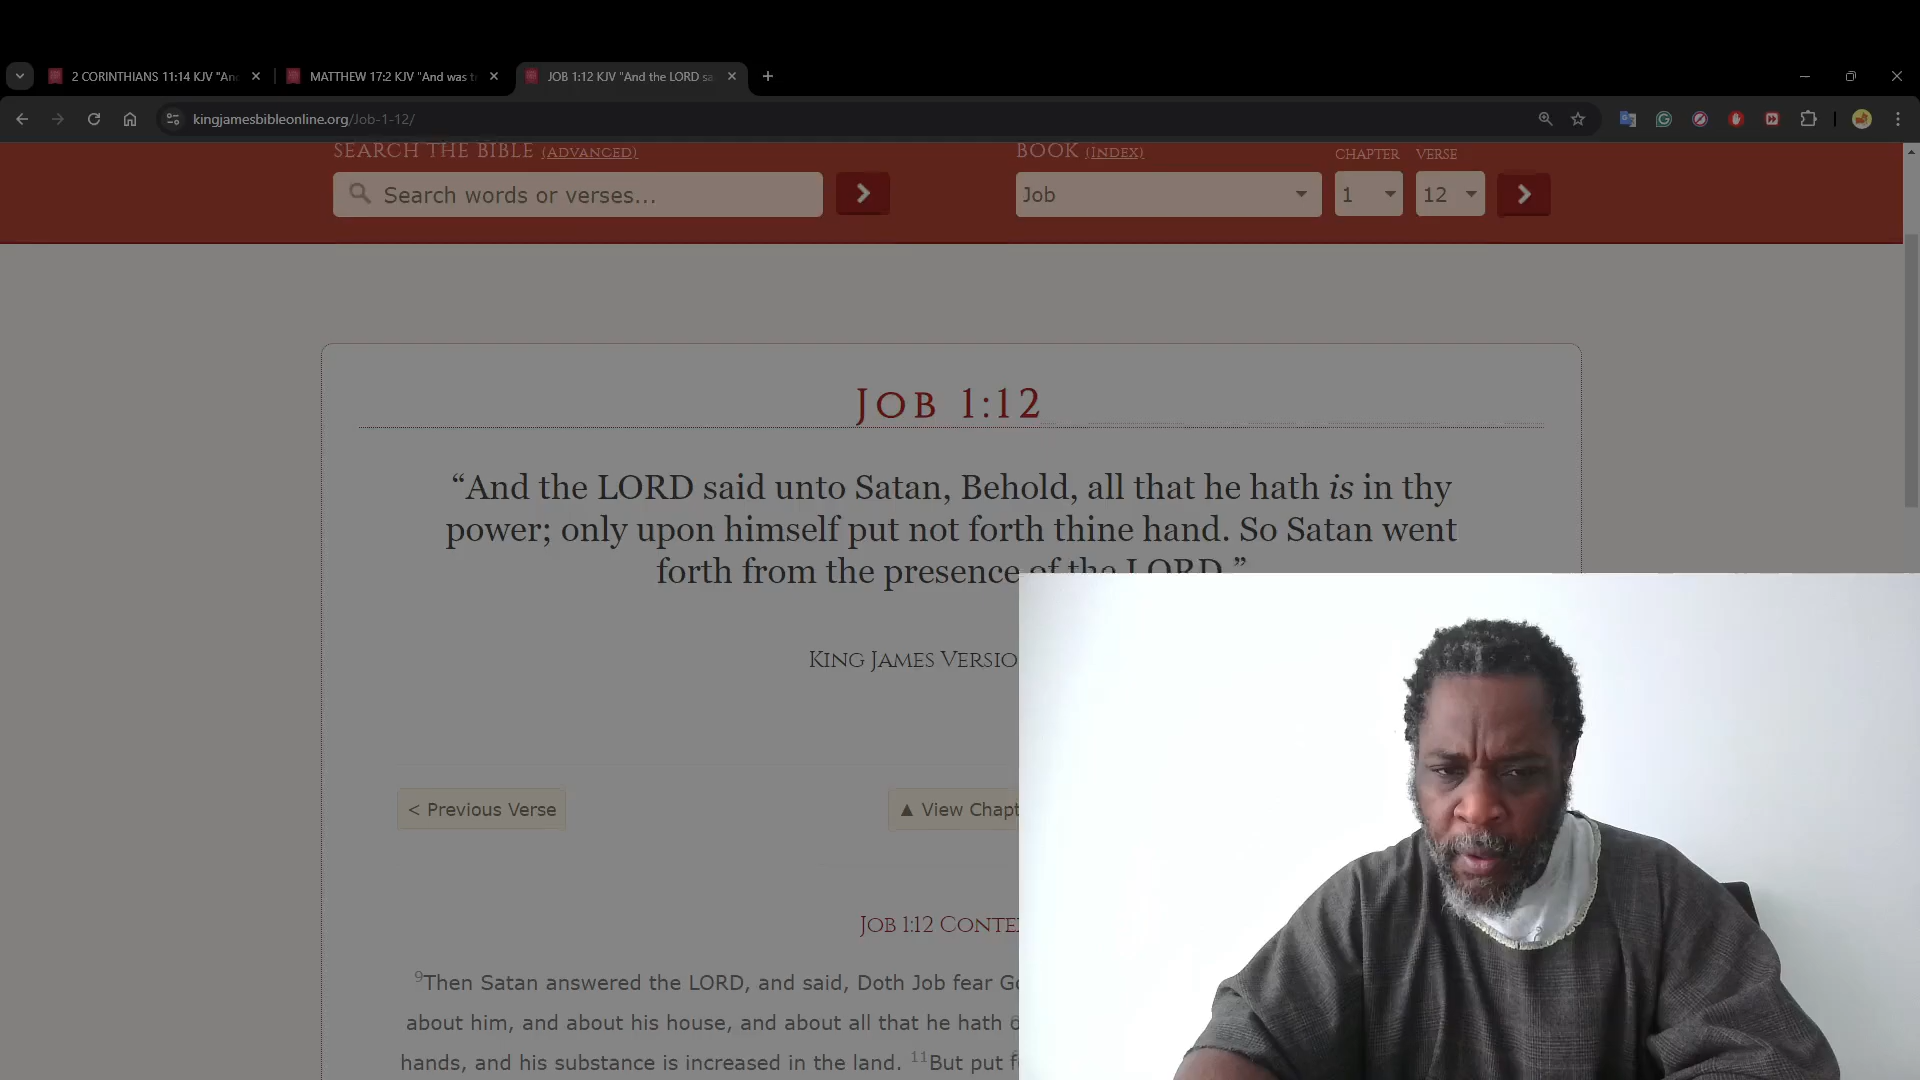 2 CORINTHIANS 11:14 KJV "And
MATTHEW 17:2 KJV "And was t
JOB 1:12 KJV "And the LORD sa
kingjamesbibleonline.org/Job-1-12/
SEARCH THE BIBLE (ADVANCED)
BOOK (INDEX)
CHAPTER
VERSE
Search words or verses...
Job
1
12
JOB 1:12
“And the LORD said unto Satan, Behold, all that he hath is in thy
power; only upon himself put not forth thine hand. So Satan went
forth from the presence of the LORD.”
KING JAMES VERSIO
< Previous Verse
▲ View Chapt
JOB 1:12 CONTE
9Then Satan answered the LORD, and said, Doth Job fear Go
about him, and about his house, and about all that he hath o
hands, and his substance is increased in the land. 11But put f